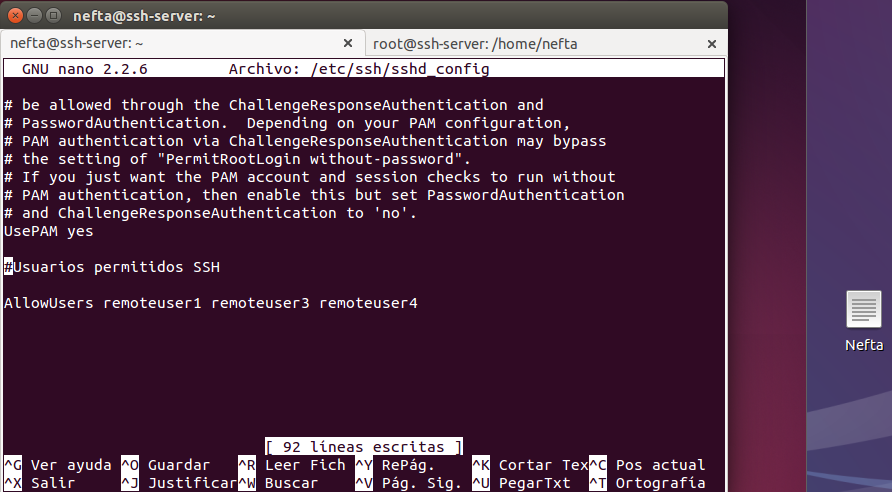 nefta@ssh-server: ~
nefta@ssh-server: ~ × root@ssh-server: /home/nefta ×
GNU nano 2.2.6 Archivo: /etc/ssh/sshd_config
# be allowed through the ChallengeResponseAuthentication and
# PasswordAuthentication.  Depending on your PAM configuration,
# PAM authentication via ChallengeResponseAuthentication may bypass
# the setting of "PermitRootLogin without-password".
# If you just want the PAM account and session checks to run without
# PAM authentication, then enable this but set PasswordAuthentication
# and ChallengeResponseAuthentication to 'no'.
UsePAM yes
#Usuarios permitidos SSH
AllowUsers remoteuser1 remoteuser3 remoteuser4
[ 92 líneas escritas ]
^G Ver ayuda ^O Guardar ^R Leer Fich ^Y RePág. ^K Cortar Tex ^C Pos actual
^X Salir ^J Justificar ^W Buscar ^V Pág. Sig. ^U PegarTxt ^T Ortografía
Nefta